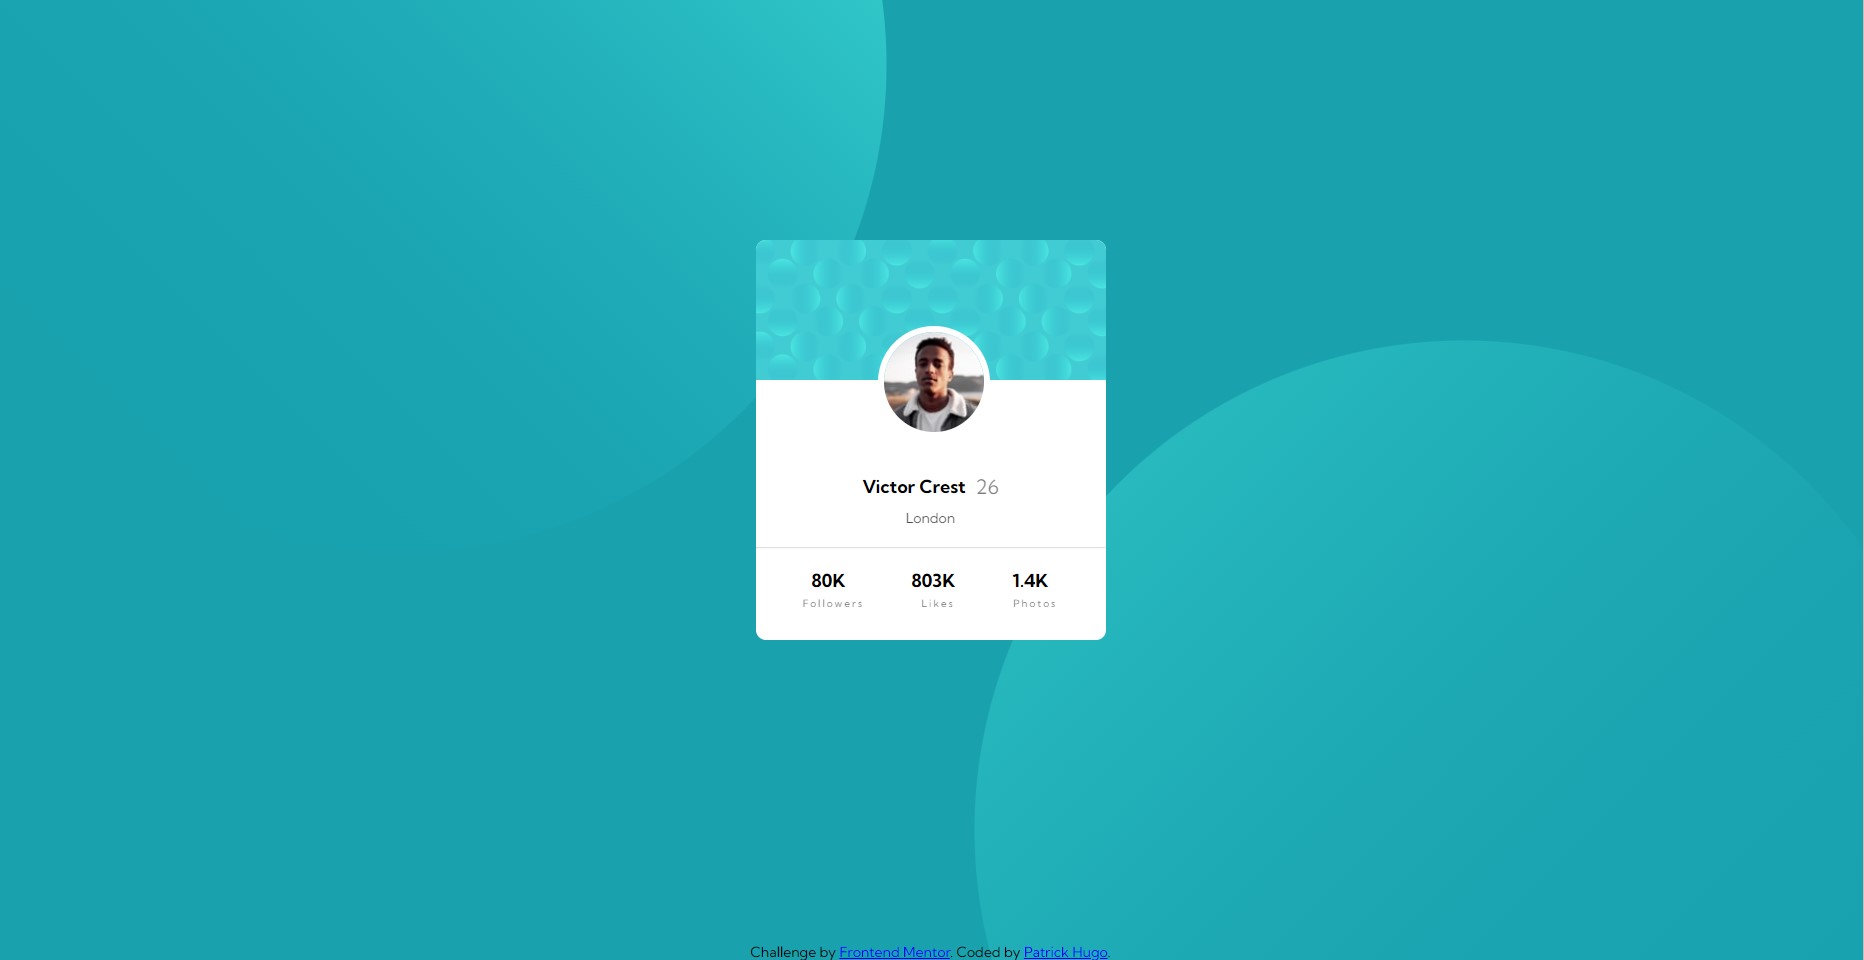 Victor Crest 26
London
80K 803K 1.4K
Followers Likes Photos
Challenge by Frontend Mentor. Coded by Patrick Hugo.